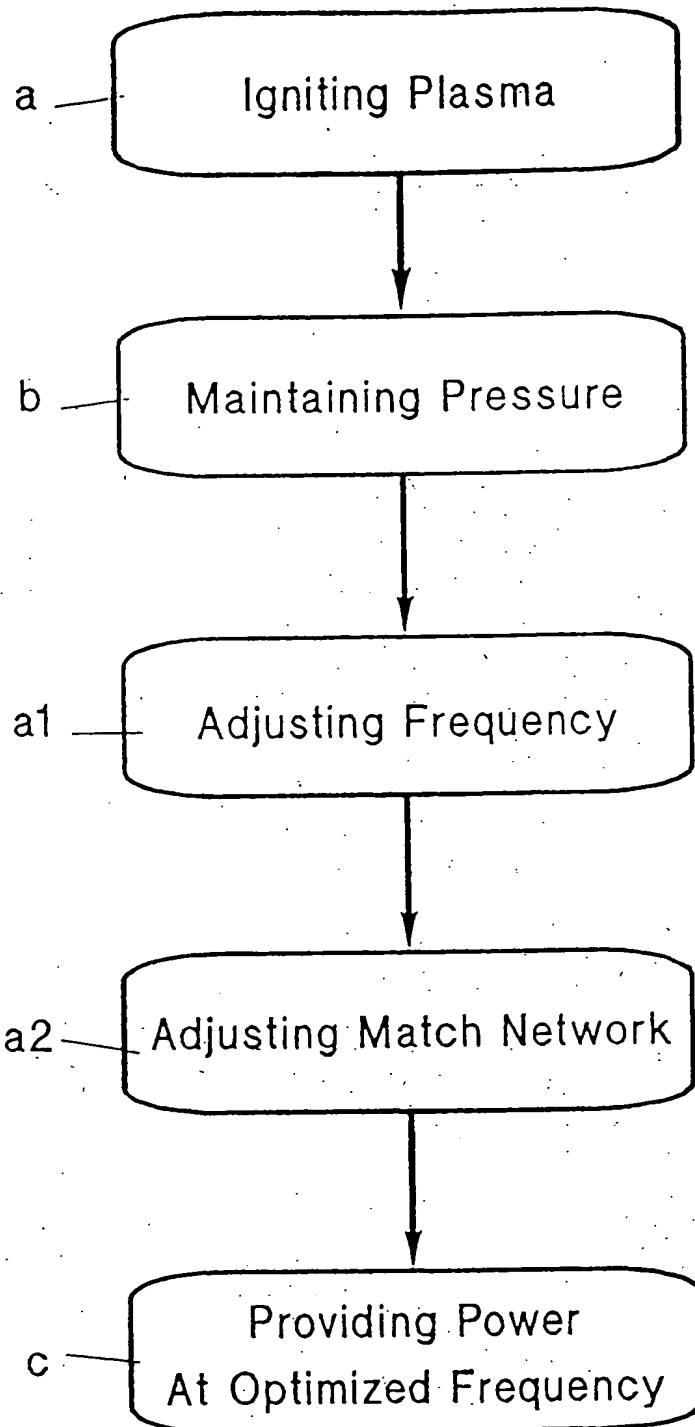 a
Igniting Plasma
b
Maintaining Pressure
a1
Adjusting Frequency
a2
Adjusting Match Network
c
Providing Power
At Optimized Frequency